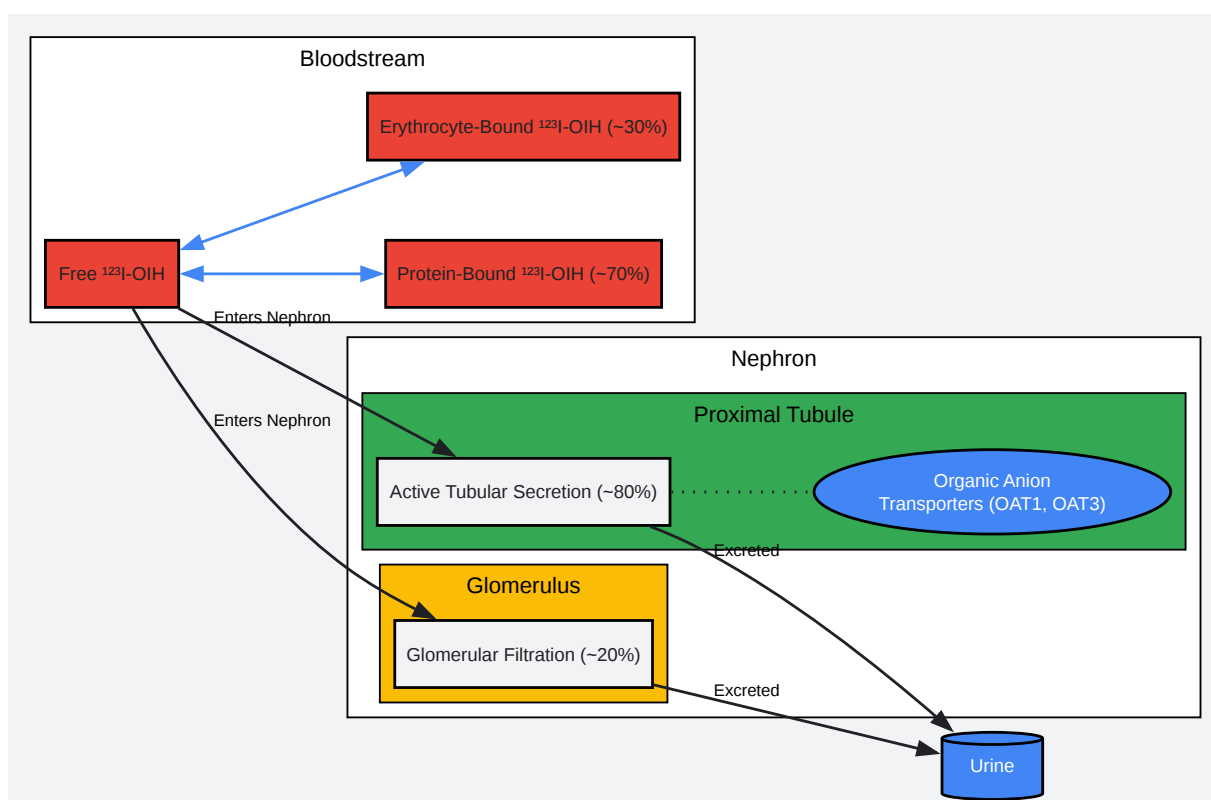 Bloodstream
Erythrocyte-Bound ¹²³I-OIH (~30%)
Free ¹²³I-OIH
Protein-Bound ¹²³I-OIH (~70%)
Enters Nephron
Nephron
Proximal Tubule
Enters Nephron
Active Tubular Secretion (~80%)
Organic Anion
Transporters (OAT1, OAT3)
Excreted
Glomerulus
Glomerular Filtration (~20%)
Excreted
Urine